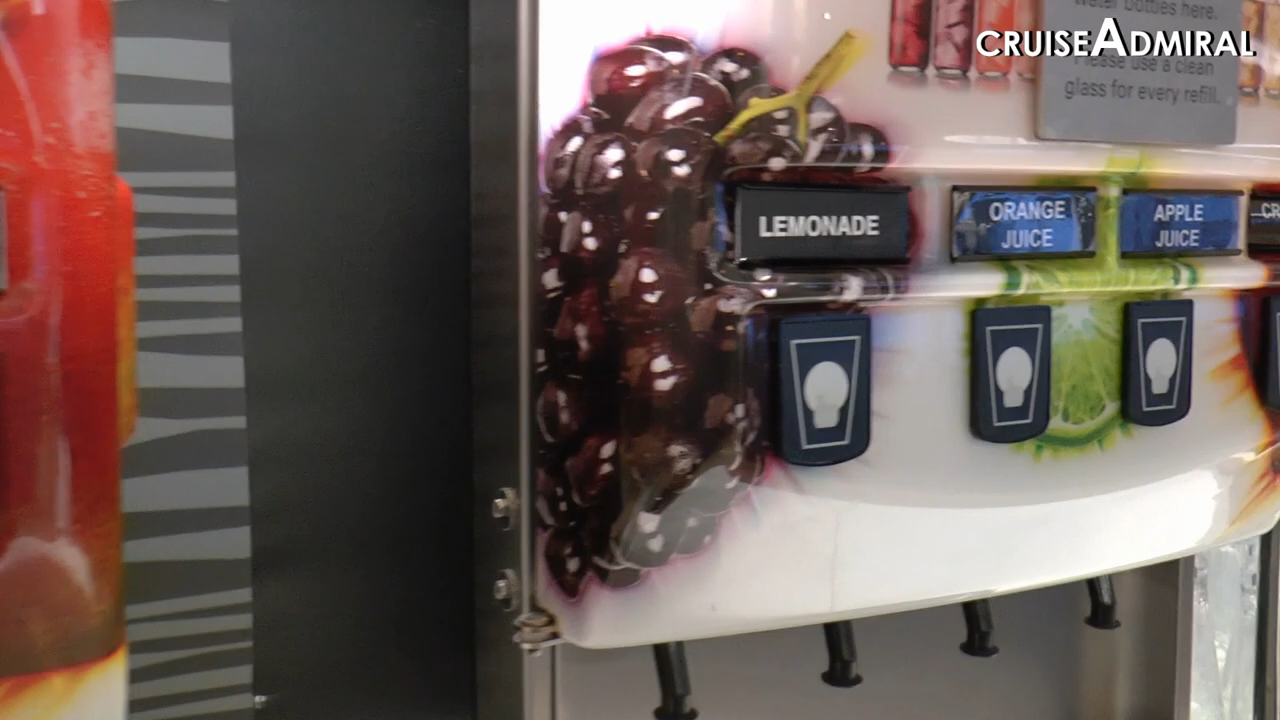 water bottles here.
CRUISEADMIRAL
Please use a clean
glass for every refill.
LEMONADE
ORANGE
JUICE
APPLE
JUICE